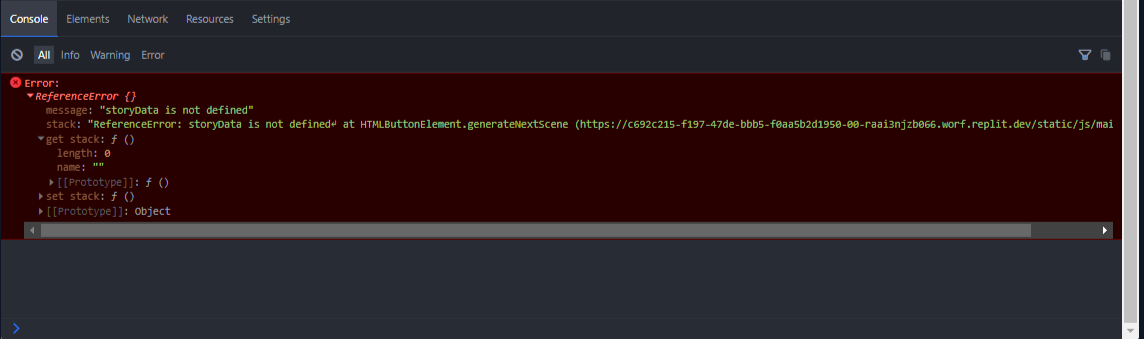 Console Elements Network Resources Settings
All Info Warning Error
Error:
ReferenceError {}
message: "storyData is not defined"
stack: "ReferenceError: storyData is not defined↵ at HTMLButtonElement.generateNextScene (https://c692c215-f197-47de-bbb5-f0aa5b2d1950-00-raai3njzb066.worf.replit.dev/static/js/mai
get stack: ƒ ()
length: 0
name: ""
[[Prototype]]: ƒ ()
set stack: ƒ ()
[[Prototype]]: Object